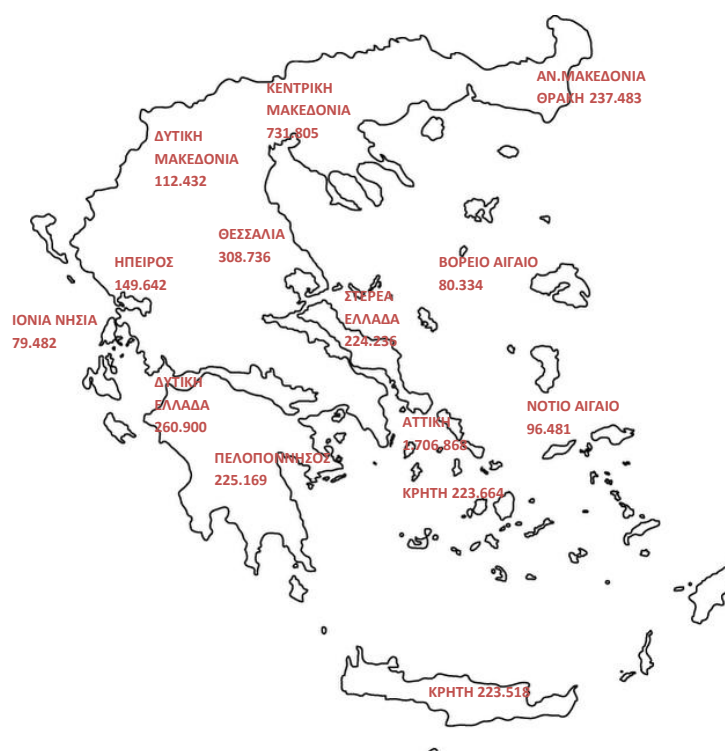 ΑΝ.ΜΑΚΕΔΟΝΙΑ
ΘΡΑΚΗ 237.483
ΚΕΝΤΡΙΚΗ
ΜΑΚΕΔΟΝΙΑ
731.805
ΔΥΤΙΚΗ
ΜΑΚΕΔΟΝΙΑ
112.432
ΘΕΣΣΑΛΙΑ
308.736
ΗΠΕΙΡΟΣ
149.642
ΒΟΡΕΙΟ ΑΙΓΑΙΟ
80.334
ΣΤΕΡΕΑ
ΕΛΛΑΔΑ
224.236
ΙΟΝΙΑ ΝΗΣΙΑ
79.482
ΔΥΤΙΚΗ
ΕΛΛΑΔΑ
260.900
ΝΟΤΙΟ ΑΙΓΑΙΟ
96.481
ΑΤΤΙΚΗ
1.706.868
ΠΕΛΟΠΟΝΝΗΣΟΣ
225.169
ΚΡΗΤΗ 223.664
ΚΡΗΤΗ 223.518